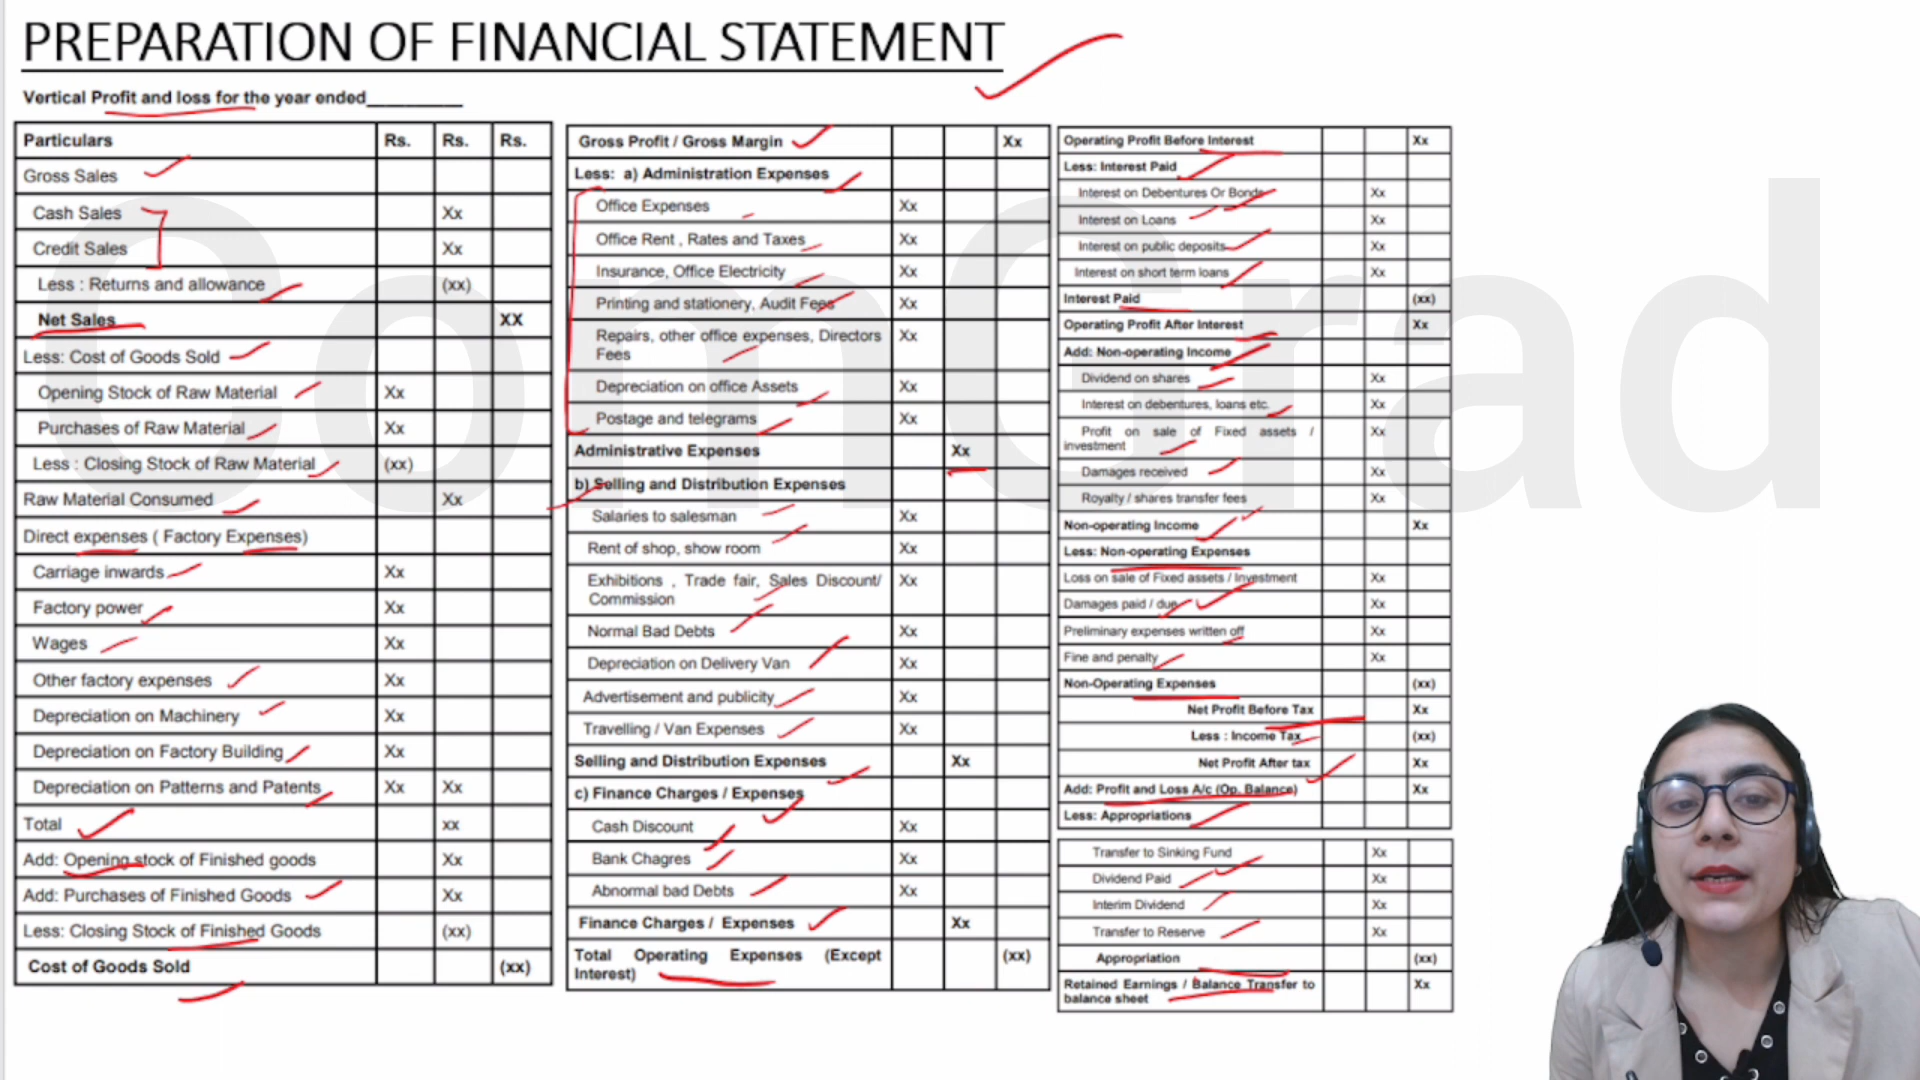 PREPARATION OF FINANCIAL STATEMENT
Vertical Profit and loss for the year ended__________
Particulars Rs. Rs. Rs.
Gross Sales
Cash Sales Xx
Credit Sales Xx
Less : Returns and allowance (xx)
Net Sales XX
Less: Cost of Goods Sold
Opening Stock of Raw Material Xx
Purchases of Raw Material Xx
Less : Closing Stock of Raw Material (xx)
Raw Material Consumed Xx
Direct expenses ( Factory Expenses)
Carriage inwards Xx
Factory power Xx
Wages Xx
Other factory expenses Xx
Depreciation on Machinery Xx
Depreciation on Factory Building Xx
Depreciation on Patterns and Patents Xx Xx
Total xx
Add: Opening stock of Finished goods Xx
Add: Purchases of Finished Goods Xx
Less: Closing Stock of Finished Goods (xx)
Cost of Goods Sold (xx)
Gross Profit / Gross Margin Xx
Less: a) Administration Expenses
Office Expenses Xx
Office Rent , Rates and Taxes Xx
Insurance, Office Electricity Xx
Printing and stationery, Audit Fees Xx
Repairs, other office expenses, Directors Xx
Fees
Depreciation on office Assets Xx
Postage and telegrams Xx
Administrative Expenses Xx
b) Selling and Distribution Expenses
Salaries to salesman Xx
Rent of shop, show room Xx
Exhibitions , Trade fair, Sales Discount/ Xx
Commission
Normal Bad Debts Xx
Depreciation on Delivery Van Xx
Advertisement and publicity Xx
Travelling / Van Expenses Xx
Selling and Distribution Expenses Xx
c) Finance Charges / Expenses
Cash Discount Xx
Bank Chagres Xx
Abnormal bad Debts Xx
Finance Charges / Expenses Xx
Total Operating Expenses (Except (xx)
Interest)
Operating Profit Before Interest Xx
Less: Interest Paid
Interest on Debentures Or Bonds Xx
Interest on Loans Xx
Interest on public deposits Xx
Interest on short term loans Xx
Interest Paid (xx)
Operating Profit After Interest Xx
Add: Non-operating Income
Dividend on shares Xx
Interest on debentures, loans etc. Xx
Profit on sale of Fixed assets / Xx
investment
Damages received Xx
Royalty / shares transfer fees Xx
Non-operating Income Xx
Less: Non-operating Expenses
Loss on sale of Fixed assets / Investment Xx
Damages paid / due Xx
Preliminary expenses written off Xx
Fine and penalty Xx
Non-Operating Expenses (xx)
Net Profit Before Tax Xx
Less : Income Tax (xx)
Net Profit After tax Xx
Add: Profit and Loss A/c (Op. Balance) Xx
Less: Appropriations
Transfer to Sinking Fund Xx
Dividend Paid Xx
Interim Dividend Xx
Transfer to Reserve Xx
Appropriation (xx)
Retained Earnings / Balance Transfer to Xx
balance sheet
ComGrad